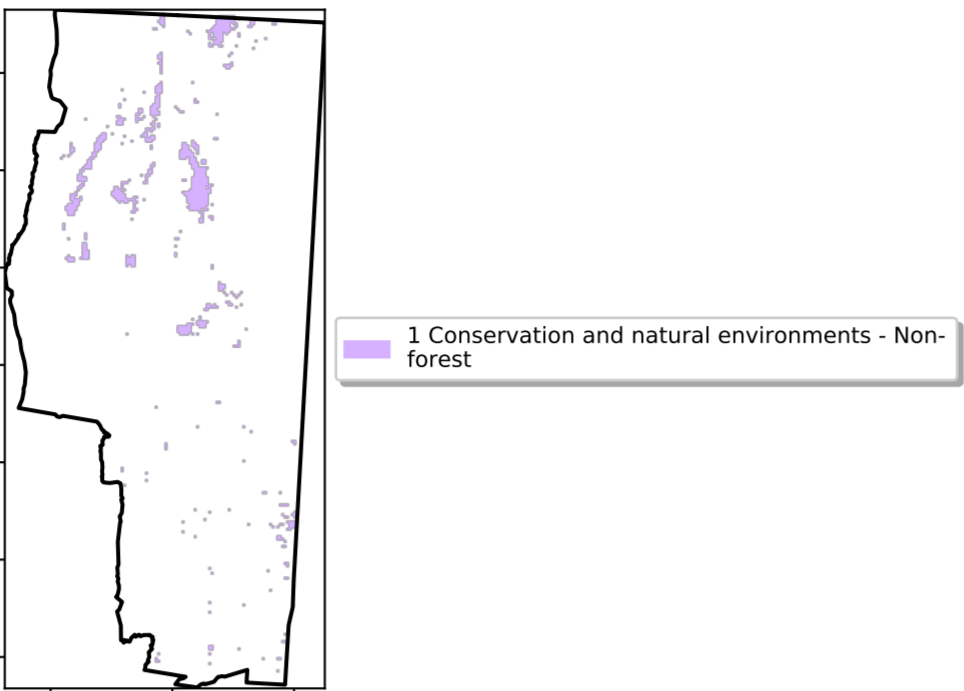 1 Conservation and natural environments - Non-
forest